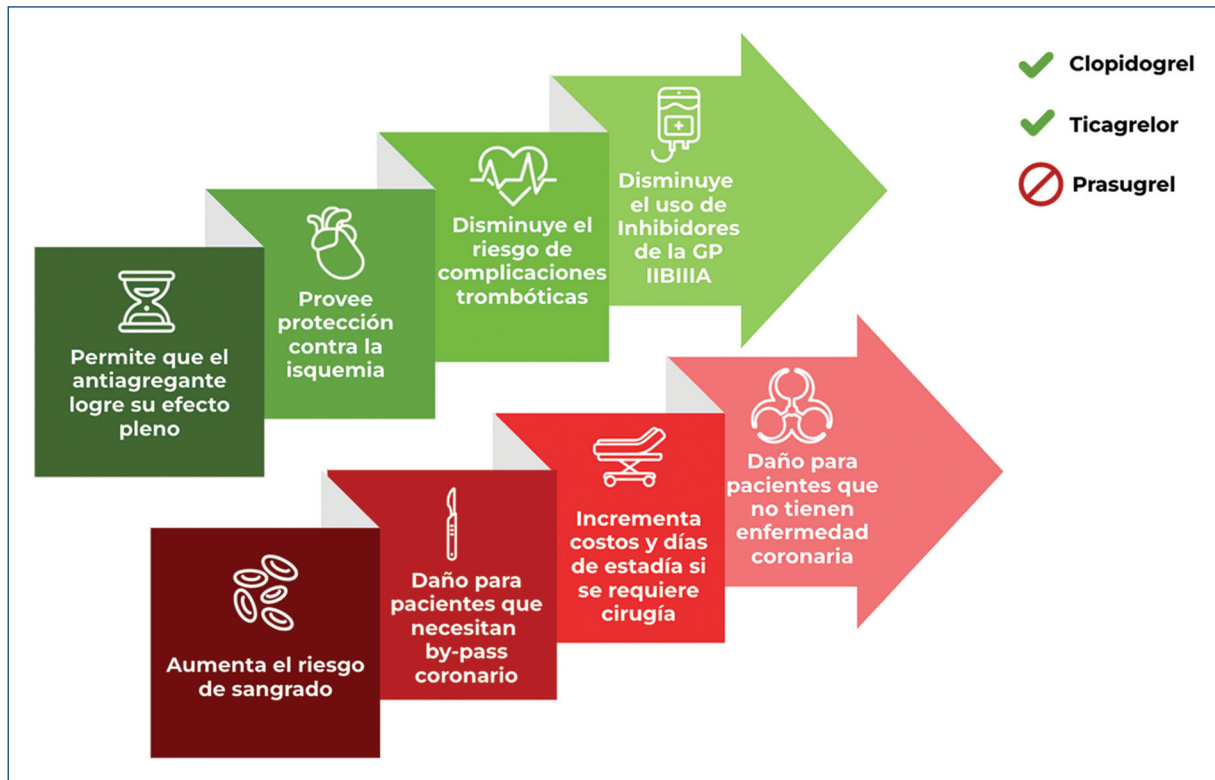 Permite que el
antiagregante
logre su efecto
pleno
Provee
protección
contra la
isquemia
Disminuye el
riesgo de
complicaciones
trombóticas
Disminuye
el uso de
Inhibidores
de la GP
IIBIIIA
Clopidogrel
Ticagrelor
Prasugrel
Aumenta el riesgo
de sangrado
Daño para
pacientes que
necesitan
by-pass
coronario
Incrementa
costos y días
de estadía si
se requiere
cirugía
Daño para
pacientes que
no tienen
enfermedad
coronaria